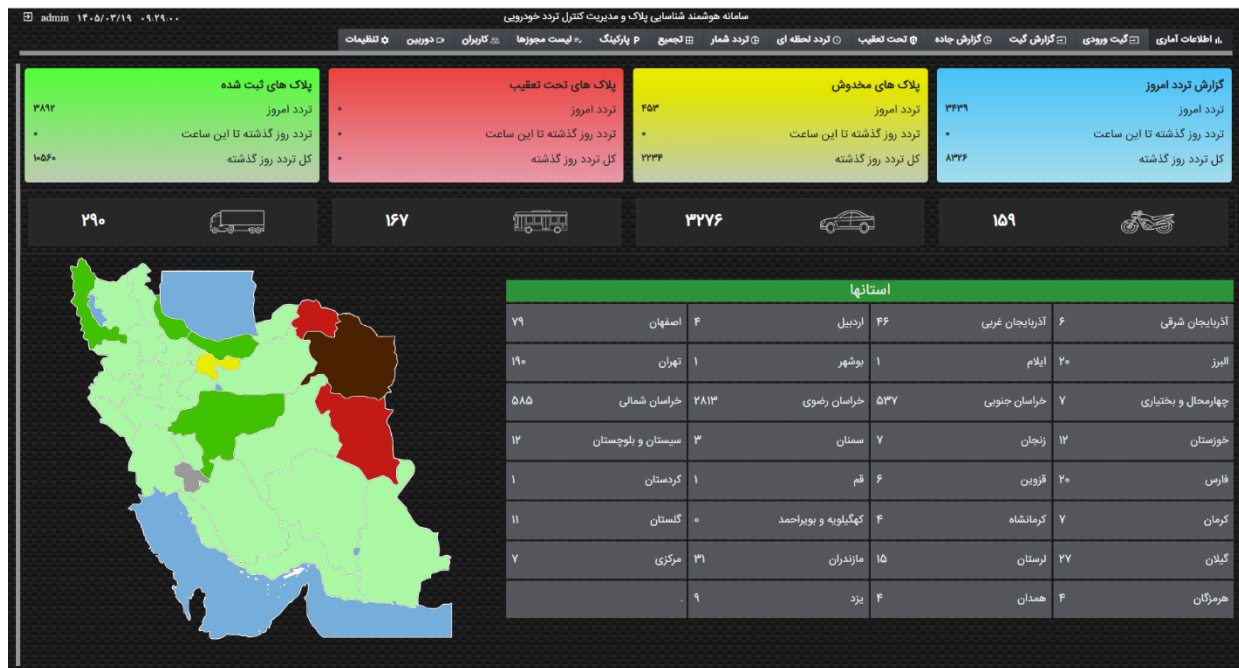 سامانه هوشمند شناسایی پلاک و مدیریت کنترل تردد خودرویی
admin ۱۴۰۵/۰۳/۱۹ ۰۹:۲۹:۰۰
اطلاعات آماری گیت ورودی گزارش گیت گزارش جاده تحت تعقیب تردد لحظه ای تردد شمار تجمیع پارکینگ P لیست مجوزها کاربران دوربین تنظیمات
گزارش تردد امروز
تردد امروز ۳۴۳۹
تردد روز گذشته تا این ساعت ۰
کل تردد روز گذشته ۸۳۲۶
پلاک های مخدوش
تردد امروز ۴۵۳
تردد روز گذشته تا این ساعت ۰
کل تردد روز گذشته ۲۲۳۴
پلاک های تحت تعقیب
تردد امروز ۰
تردد روز گذشته تا این ساعت ۰
کل تردد روز گذشته ۰
پلاک های ثبت شده
تردد امروز ۳۸۹۲
تردد روز گذشته تا این ساعت ۰
کل تردد روز گذشته ۱۰۵۶۰
۱۵۹ ۳۲۷۶ ۱۶۷ ۲۹۰
استانها
آذربایجان شرقی ۶ آذربایجان غربی ۴۶ اردبیل ۴ اصفهان ۷۹
البرز ۲۰ ایلام ۱ بوشهر ۱ تهران ۱۹۰
چهارمحال و بختیاری ۷ خراسان جنوبی ۵۳۷ خراسان رضوی ۲۸۱۳ خراسان شمالی ۵۸۵
خوزستان ۱۲ زنجان ۷ سمنان ۳ سیستان و بلوچستان ۱۲
فارس ۲۰ قزوین ۶ قم ۱ کردستان ۱
کرمان ۷ کرمانشاه ۴ کهگیلویه و بویراحمد ۰ گلستان ۱۱
گیلان ۲۷ لرستان ۱۵ مازندران ۳۱ مرکزی ۷
هرمزگان ۴ همدان ۴ یزد ۹ .